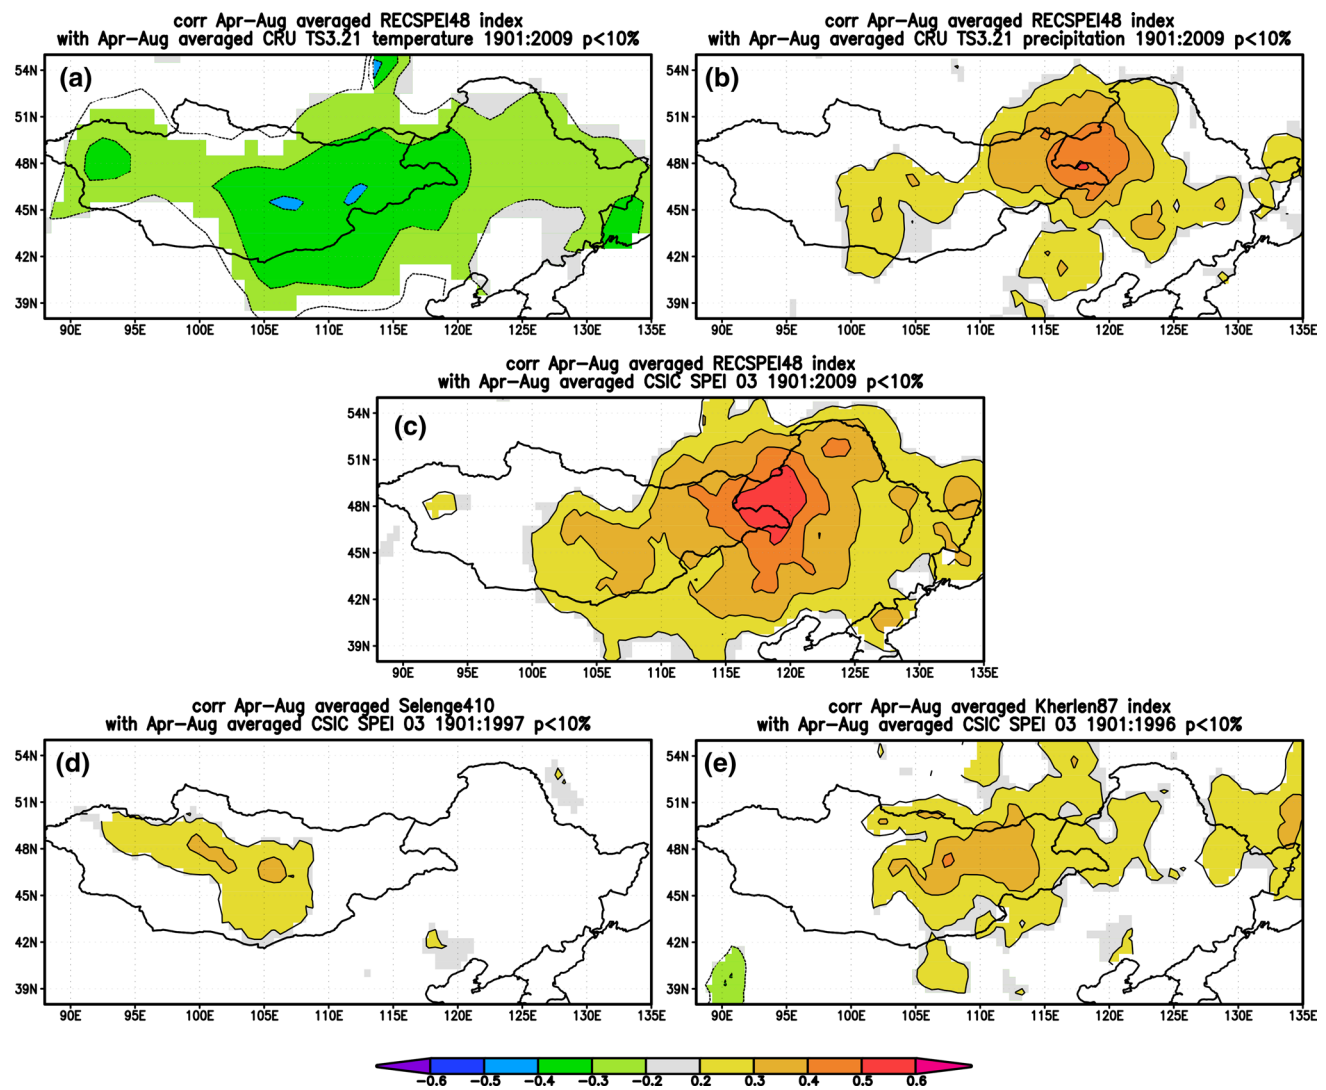 corr Apr-Aug averaged RECSPEI48 index
with Apr-Aug averaged CRU TS3.21 temperature 1901:2009 p<10%
(a)
54N
51N
48N
45N
42N
39N
90E 95E 100E 105E 110E 115E 120E 125E 130E 135E
corr Apr-Aug averaged RECSPEI48 index
with Apr-Aug averaged CRU TS3.21 precipitation 1901:2009 p<10%
(b)
54N
51N
48N
45N
42N
39N
90E 95E 100E 105E 110E 115E 120E 125E 130E 135E
corr Apr-Aug averaged RECSPEI48 index
with Apr-Aug averaged CSIC SPEI 03 1901:2009 p<10%
(c)
54N
51N
48N
45N
42N
39N
90E 95E 100E 105E 110E 115E 120E 125E 130E 135E
corr Apr-Aug averaged Selenge410
with Apr-Aug averaged CSIC SPEI 03 1901:1997 p<10%
(d)
54N
51N
48N
45N
42N
39N
90E 95E 100E 105E 110E 115E 120E 125E 130E 135E
corr Apr-Aug averaged Kherlen87 index
with Apr-Aug averaged CSIC SPEI 03 1901:1996 p<10%
(e)
54N
51N
48N
45N
42N
39N
90E 95E 100E 105E 110E 115E 120E 125E 130E 135E
-0.6 -0.5 -0.4 -0.3 -0.2 0.2 0.3 0.4 0.5 0.6